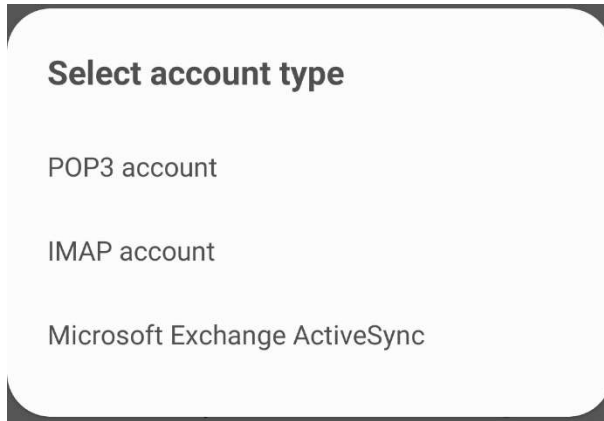 Select account type
POP3 account
IMAP account
Microsoft Exchange ActiveSync